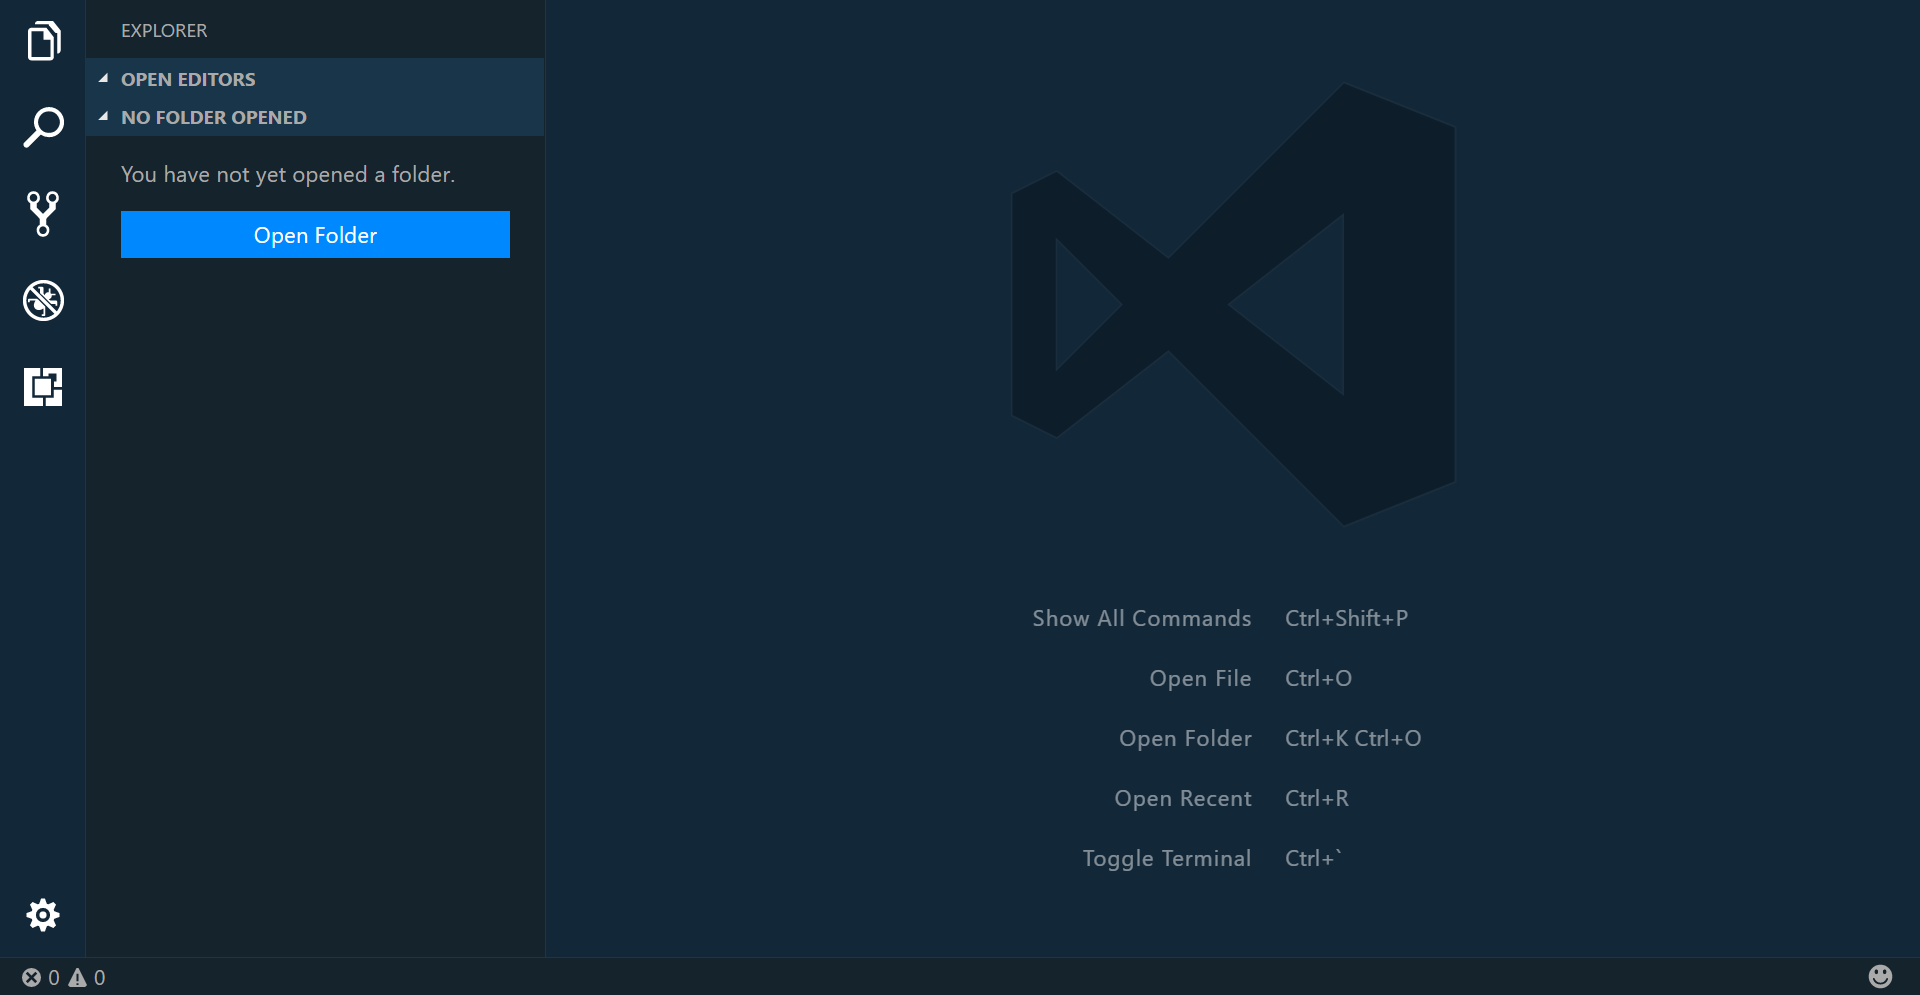 EXPLORER
OPEN EDITORS
NO FOLDER OPENED
You have not yet opened a folder.
Open Folder
Show All Commands Ctrl+Shift+P
Open File Ctrl+O
Open Folder Ctrl+K Ctrl+O
Open Recent Ctrl+R
Toggle Terminal Ctrl+`
0 0